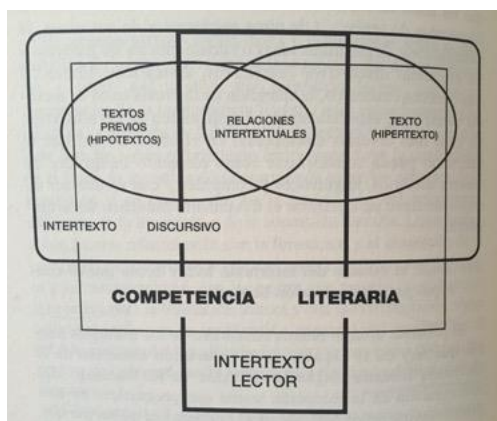 TEXTOS
PREVIOS
(HIPOTEXTOS)
RELACIONES
INTERTEXTUALES
TEXTO
(HIPERTEXTO)
INTERTEXTO DISCURSIVO
COMPETENCIA LITERARIA
INTERTEXTO
LECTOR